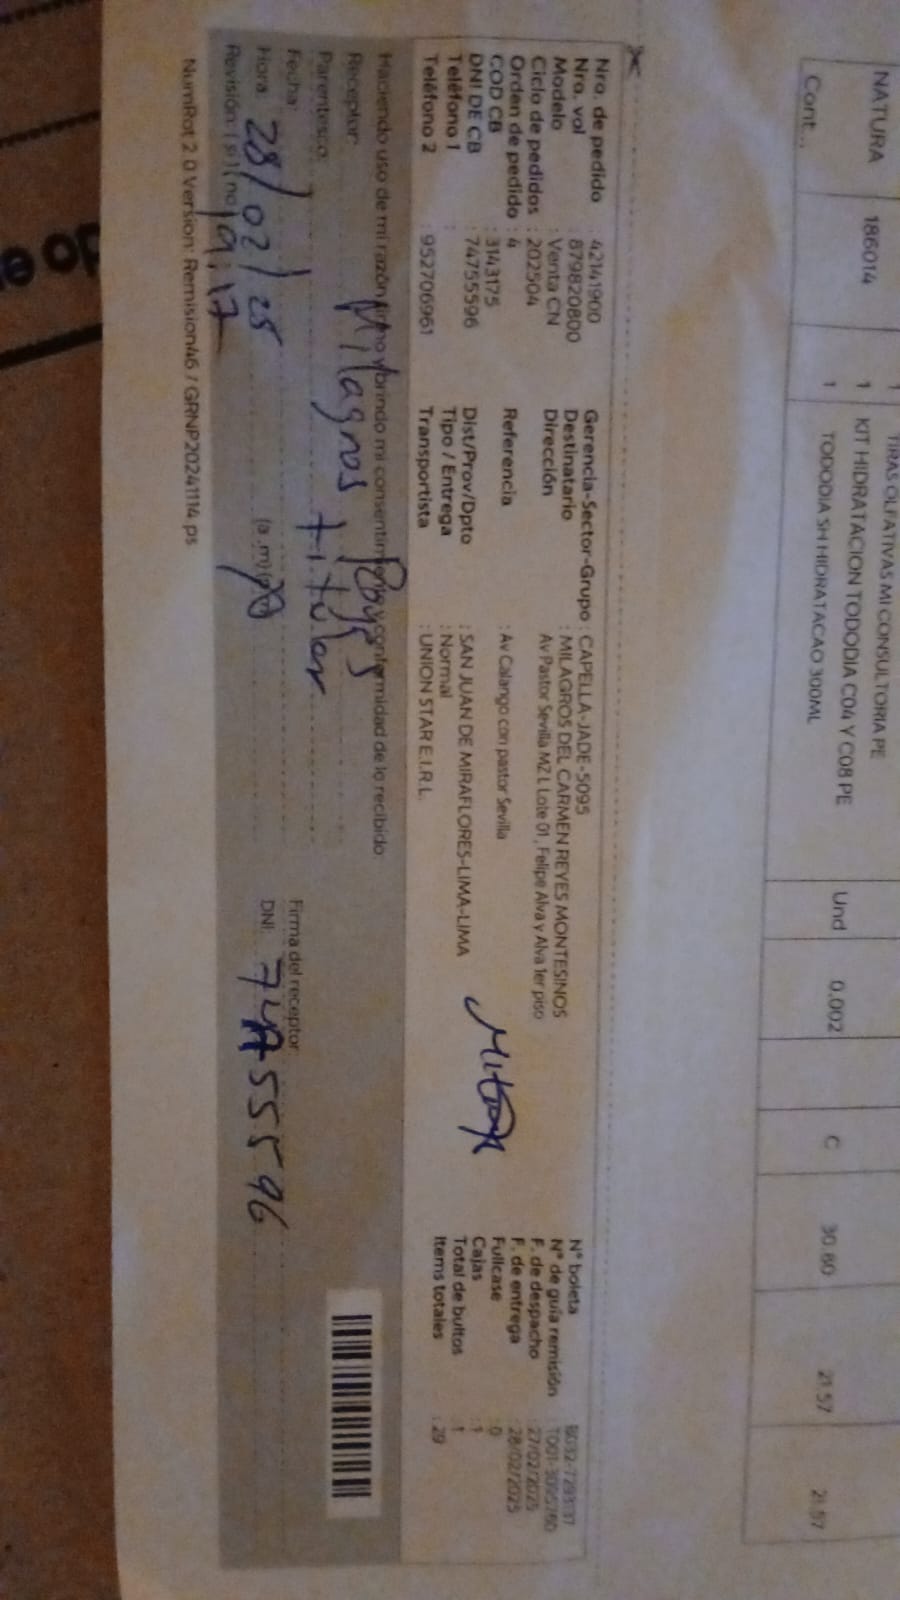 TIRAS OLFATIVAS MI CONSULTORIA PE
NATURA 186014 1 KIT HIDRATACION TODODIA C04 Y C08 PE
Cont... 1 TODODIA SH HIDRATACAO 300ML Und 0.002 C 30.80 21.57 21.57
Nro. de pedido : 42141900
Nro. vol : 879820800
Modelo : Venta CN
Ciclo de pedidos : 202504
Orden de pedido : 4
COD CB : 3143175
DNI DE CB : 74755596
Teléfono 1 :
Teléfono 2 : 952706961
Gerencia-Sector-Grupo : CAPELLA-JADE-5095
Destinatario : MILAGROS DEL CARMEN REYES MONTESINOS
Dirección Av Pastor Sevilla MZ L Lote 01 , Felipe Alva y Alva 1er piso
Referencia : Av Calango con pastor Sevilla
Dist/Prov/Dpto : SAN JUAN DE MIRAFLORES-LIMA-LIMA
Tipo / Entrega : Normal
Transportista : UNION STAR E.I.R.L.
N° boleta
N° de guía remisión
F. de despacho : 27/02/2025
F. de entrega : 28/02/2025
Fullcase : 0
Cajas : 1
Total de bultos : 1
Items totales : 29
Haciendo uso de mi razón brindo mi consentimiento y conformidad de lo recibido:
Receptor: Milagros Reyes
Parentesco: titular
Fecha: 28/02/25
Hora: 19:17 (a.m/
Revisión: ( si ) ( no )
Firma del receptor
DNI: 74755596
NumRot 2.0 Version: Remision46 / GRNP20241114.ps
do e